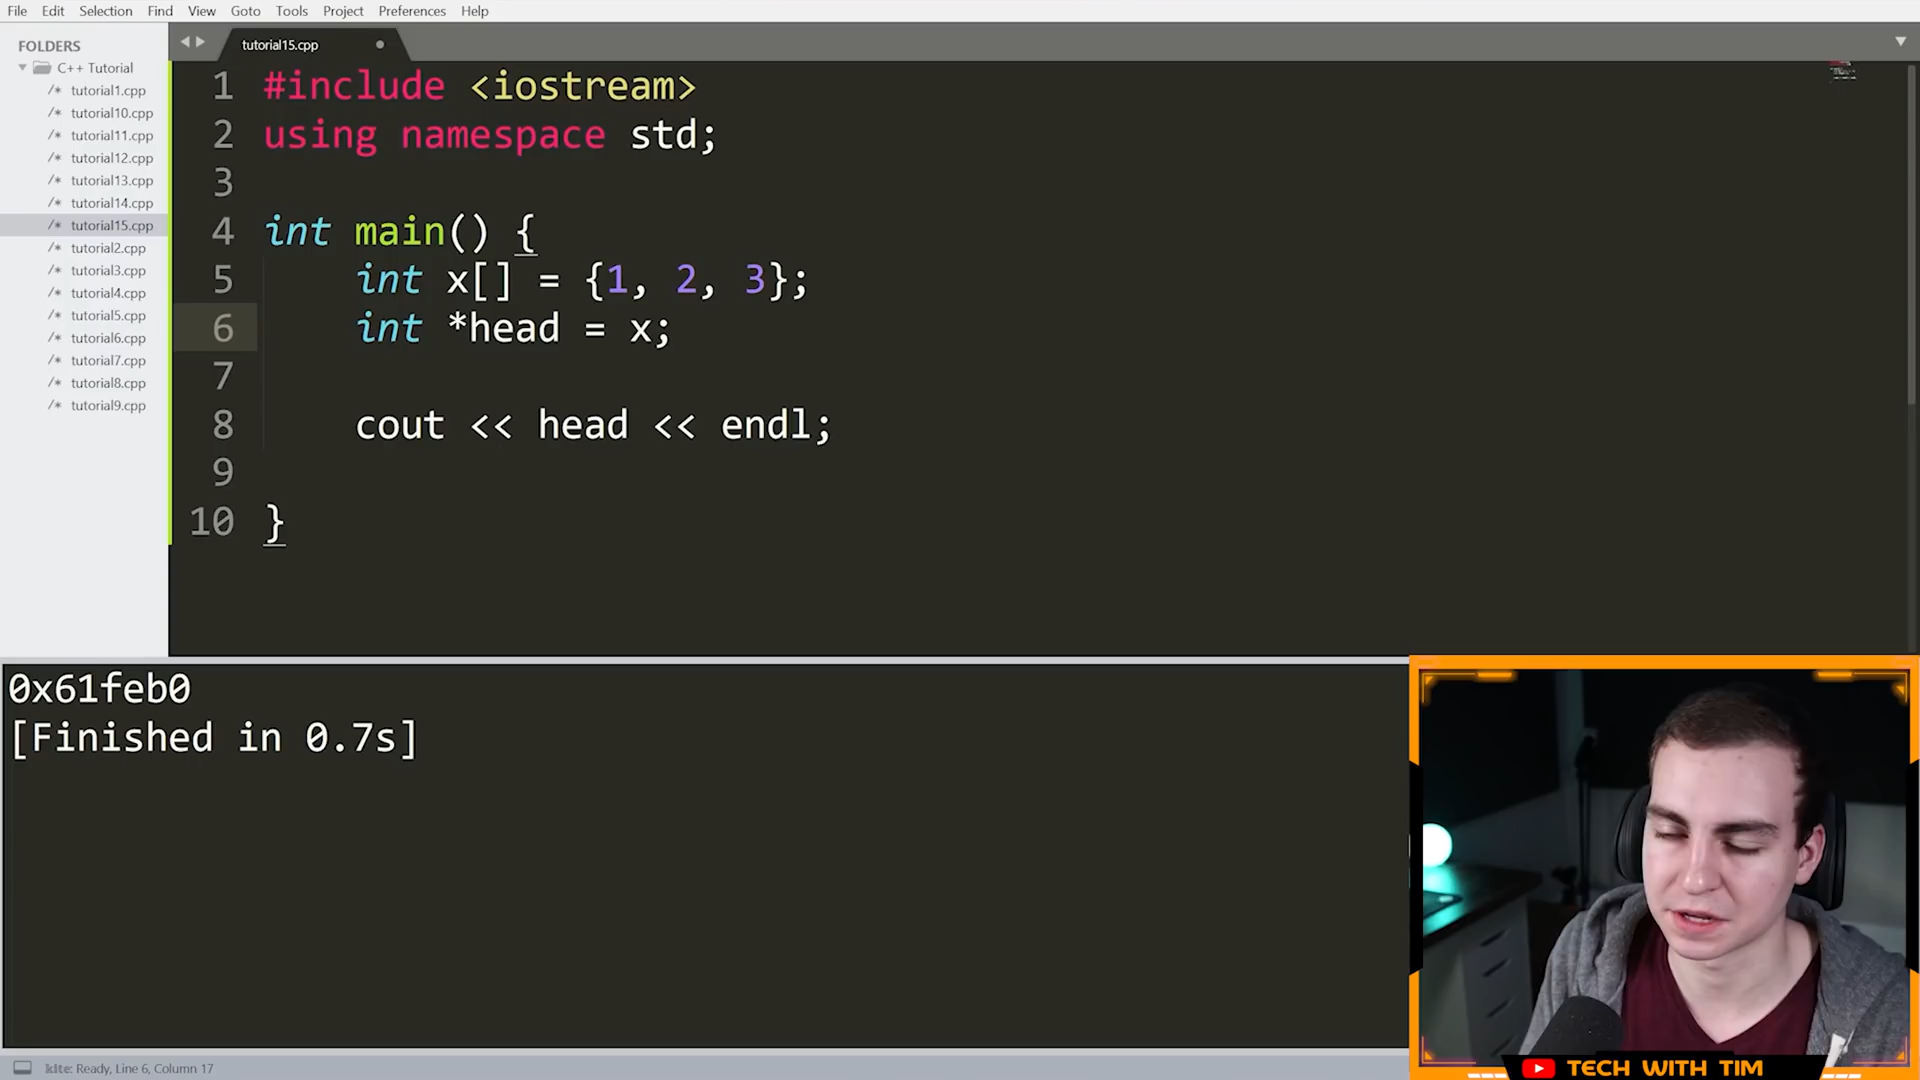 File Edit Selection Find View Goto Tools Project Preferences Help
FOLDERS
C++ Tutorial
/* tutorial1.cpp
/* tutorial10.cpp
/* tutorial11.cpp
/* tutorial12.cpp
/* tutorial13.cpp
/* tutorial14.cpp
/* tutorial15.cpp
/* tutorial2.cpp
/* tutorial3.cpp
/* tutorial4.cpp
/* tutorial5.cpp
/* tutorial6.cpp
/* tutorial7.cpp
/* tutorial8.cpp
/* tutorial9.cpp
tutorial15.cpp
1 #include <iostream>
2 using namespace std;
3
4 int main() {
5 int x[] = {1, 2, 3};
6 int *head = x;
7
8 cout << head << endl;
9
10 }
0x61feb0
[Finished in 0.7s]
kite: Ready, Line 6, Column 17
TECH WITH TIM